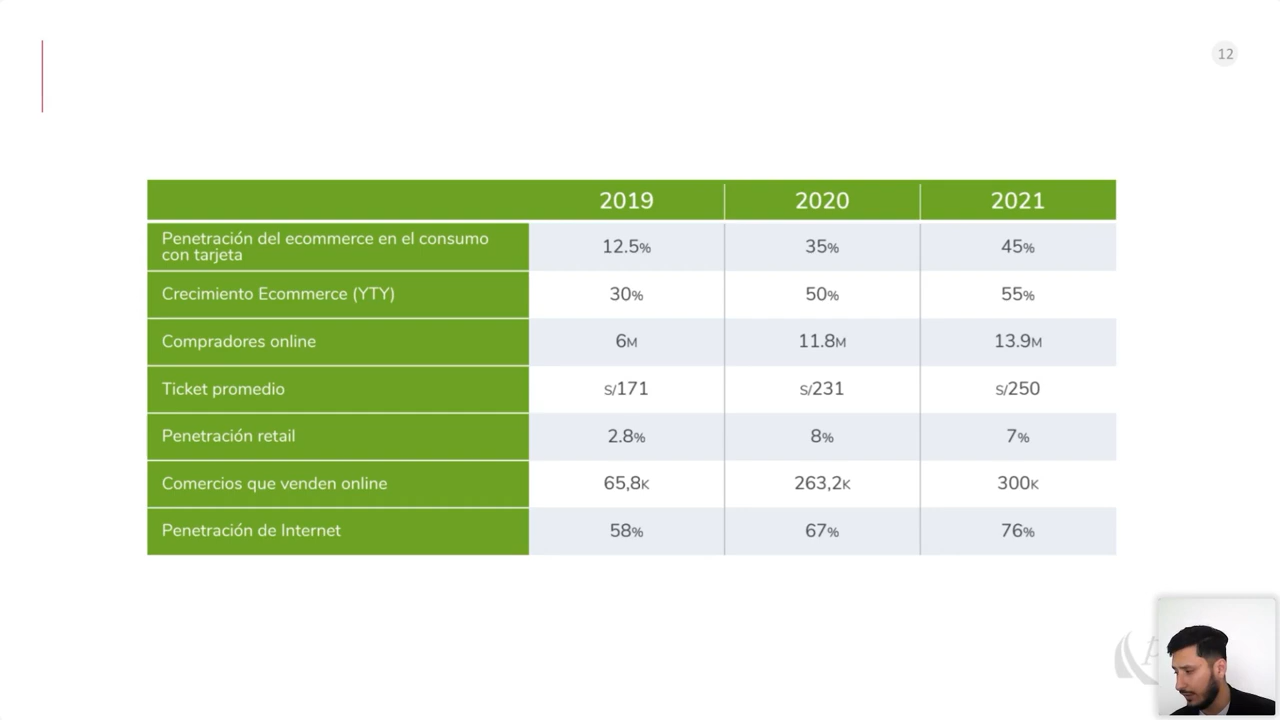 12
2019 2020 2021
Penetración del ecommerce en el consumo
con tarjeta 12.5% 35% 45%
Crecimiento Ecommerce (YTY) 30% 50% 55%
Compradores online 6M 11.8M 13.9M
Ticket promedio S/171 S/231 S/250
Penetración retail 2.8% 8% 7%
Comercios que venden online 65,8K 263,2K 300K
Penetración de Internet 58% 67% 76%